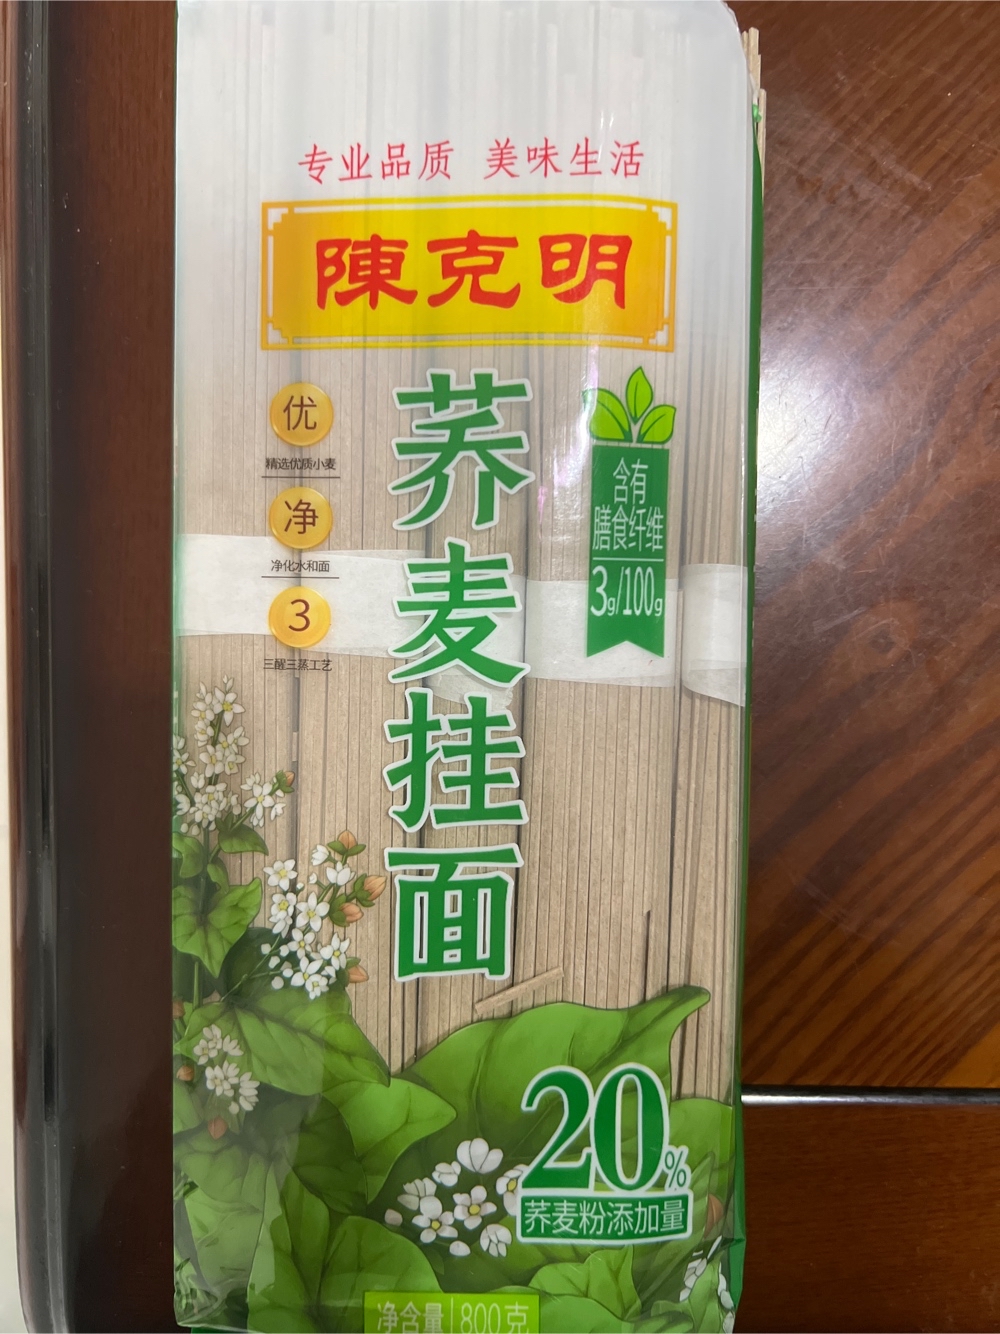 专业品质 美味生活
陳克明
荞麦挂面
优
精选优质小麦
净
净化水和面
3
三醒三蒸工艺
含有
膳食纤维
3g/100g
20%
荞麦粉添加量
净含量 800克